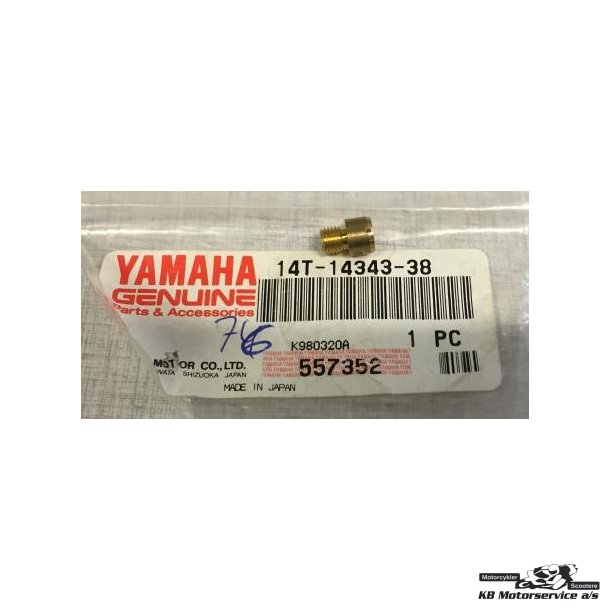 YAMAHA
GENUINE
Parts & Accessories
14T-14343-38
76
K980320A
1 PC
MOTOR CO., LTD.
IWATA SHIZUOKA JAPAN
557352
MADE IN JAPAN
Motorcykler
Scootere
KB Motorservice a/s